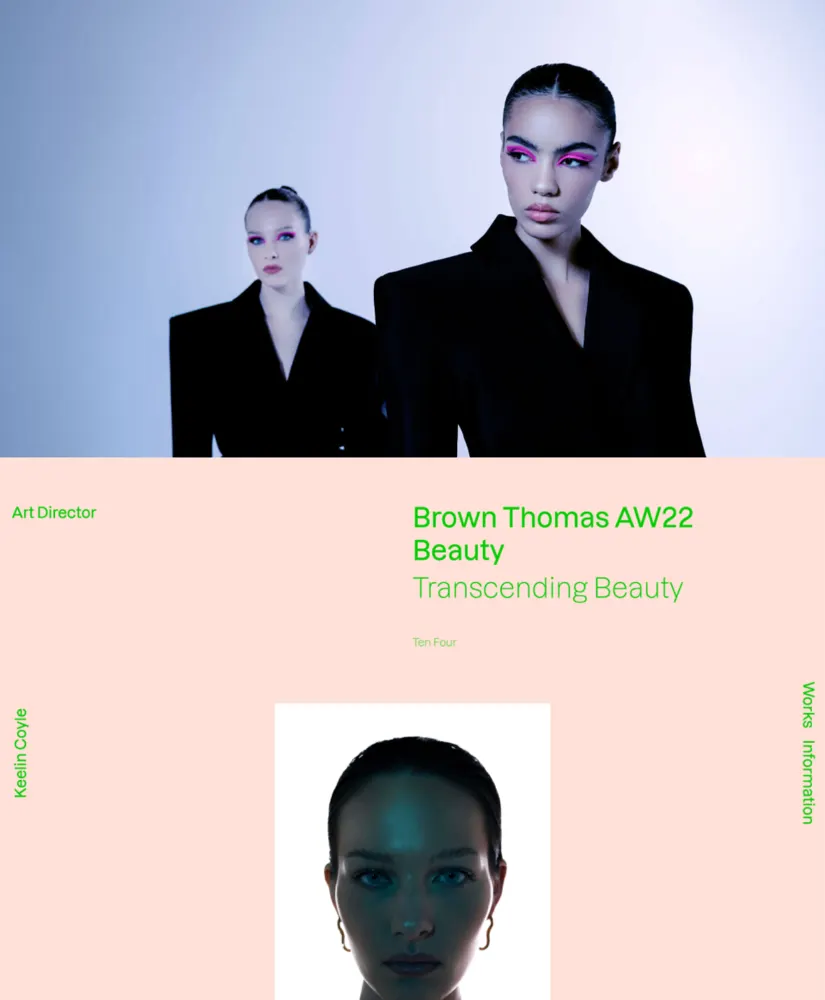 Art Director
Brown Thomas AW22
Beauty
Transcending Beauty
Ten Four
Keelin Coyle
Works Information